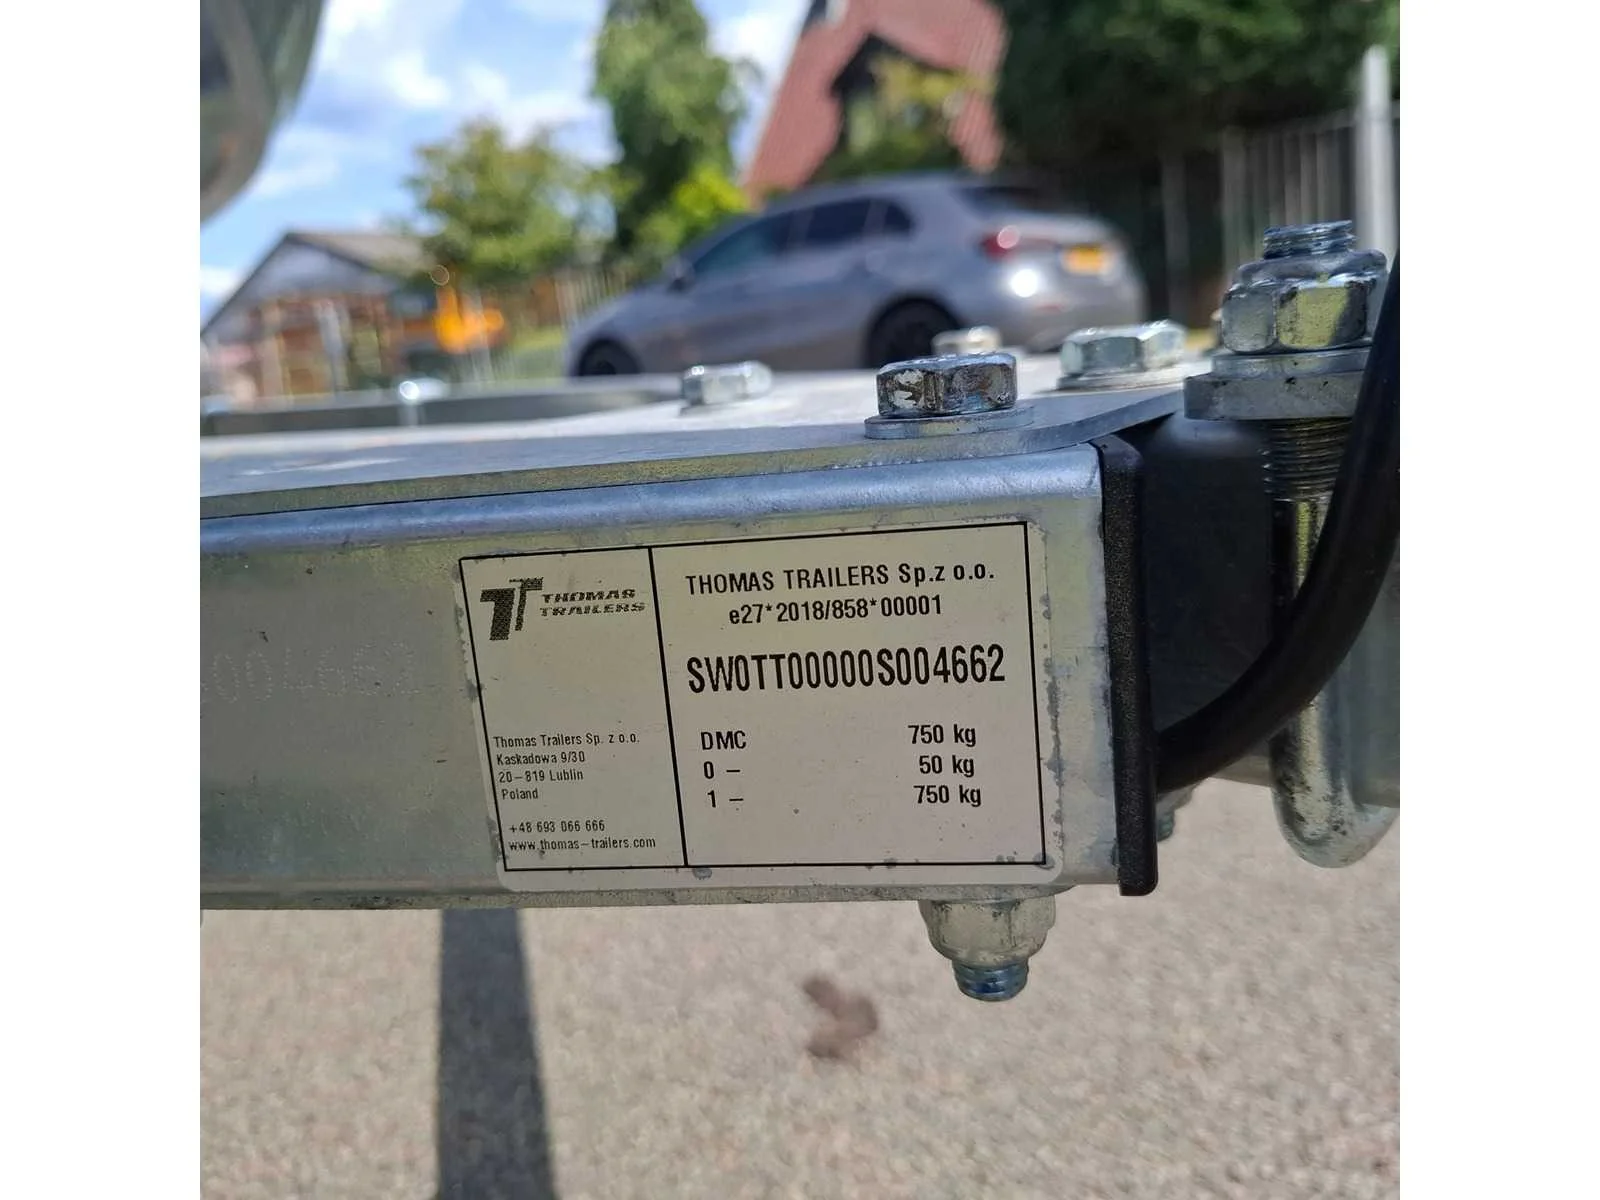 THOMAS
TRAILERS
Thomas Trailers Sp. z o.o.
Kaskadowa 9/30
20-819 Lublin
Poland
+48 693 066 666
www.thomas-trailers.com
THOMAS TRAILERS Sp.z o.o.
e27*2018/858*00001
SW0TT00000S004662
DMC 750 kg
0 - 50 kg
1 - 750 kg